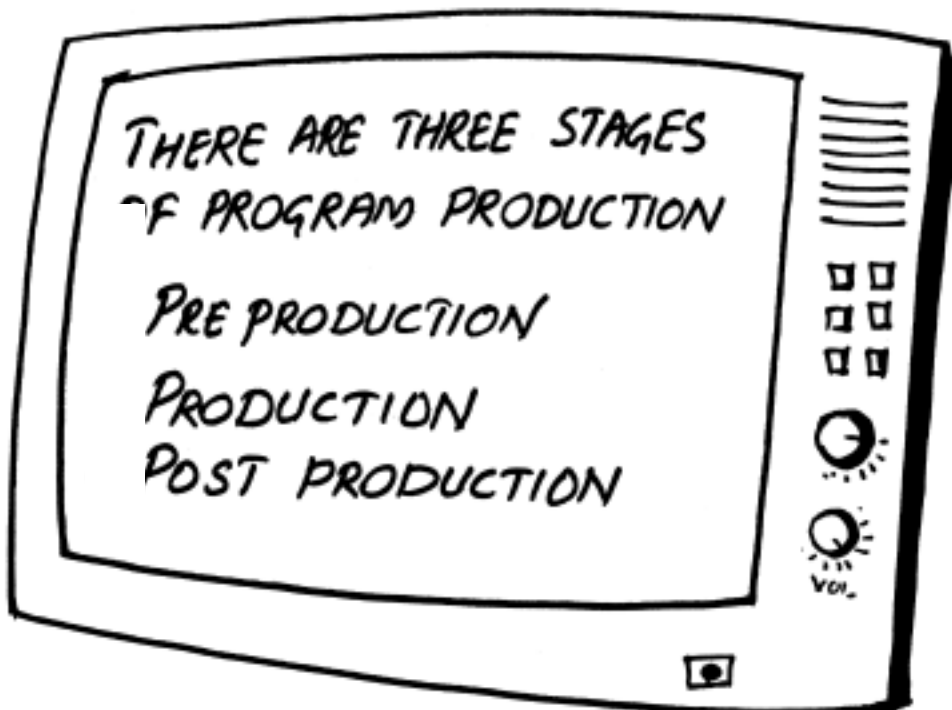 THERE ARE THREE STAGES
OF PROGRAM PRODUCTION
PRE PRODUCTION
PRODUCTION
POST PRODUCTION
VOL.